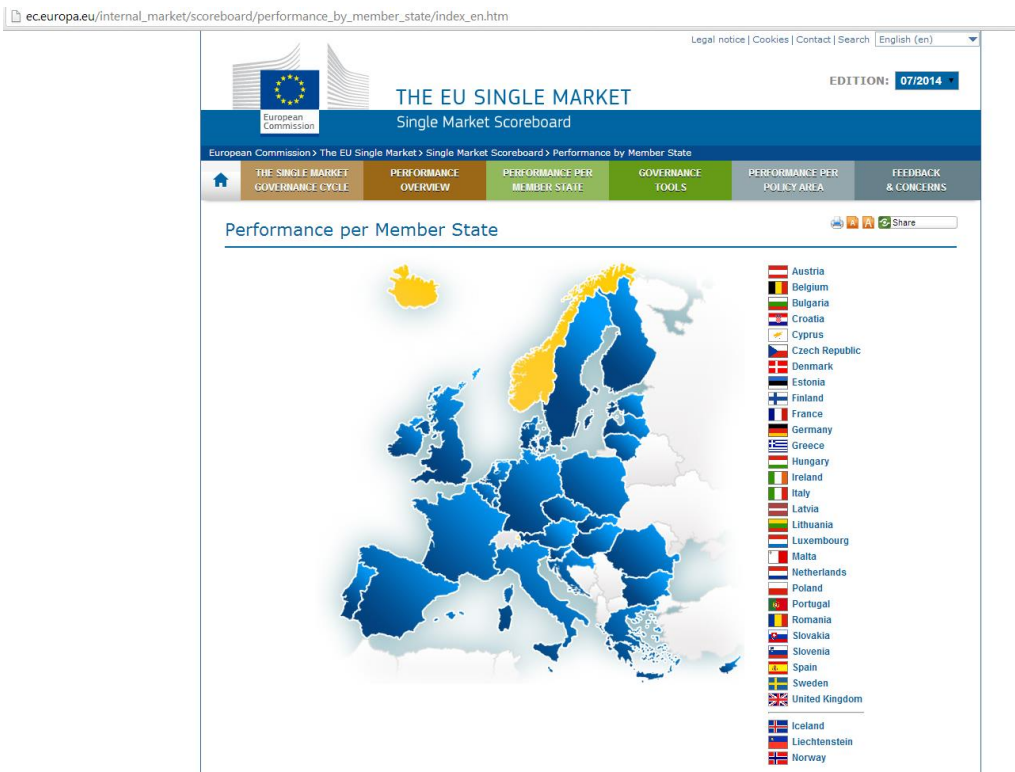 ec.europa.eu/internal_market/scoreboard/performance_by_member_state/index_en.htm
Legal notice | Cookies | Contact | Search English (en)
EDITION: 07/2014
THE EU SINGLE MARKET
European
Commission
Single Market Scoreboard
European Commission > The EU Single Market > Single Market Scoreboard > Performance by Member State
THE SINGLE MARKET GOVERNANCE CYCLE
PERFORMANCE OVERVIEW
PERFORMANCE PER MEMBER STATE
GOVERNANCE TOOLS
PERFORMANCE PER POLICY AREA
FEEDBACK & CONCERNS
Performance per Member State
A A Share
Austria
Belgium
Bulgaria
Croatia
Cyprus
Czech Republic
Denmark
Estonia
Finland
France
Germany
Greece
Hungary
Ireland
Italy
Latvia
Lithuania
Luxembourg
Malta
Netherlands
Poland
Portugal
Romania
Slovakia
Slovenia
Spain
Sweden
United Kingdom
Iceland
Liechtenstein
Norway